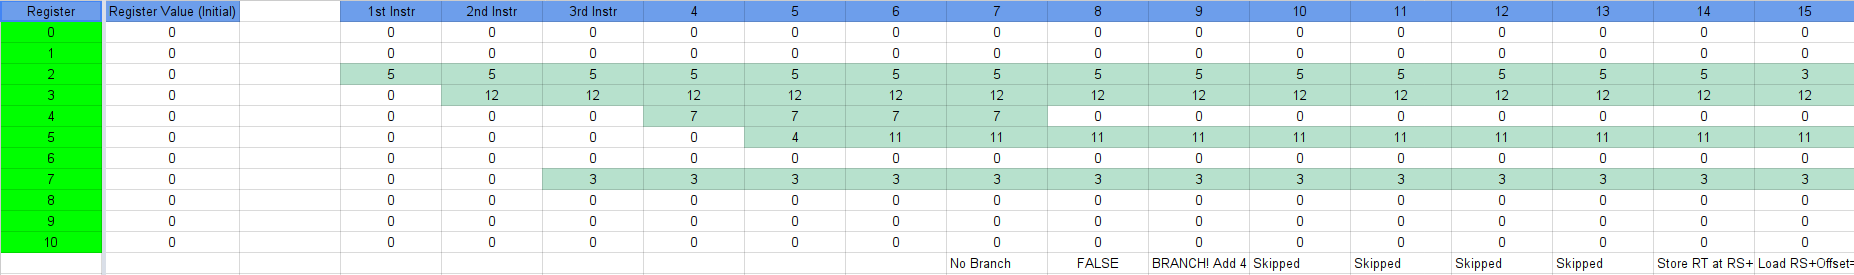 Register Register Value (Initial) 1st Instr 2nd Instr 3rd Instr 4 5 6 7 8 9 10 11 12 13 14 15
0 0 0 0 0 0 0 0 0 0 0 0 0 0 0 0 0
1 0 0 0 0 0 0 0 0 0 0 0 0 0 0 0 0
2 0 5 5 5 5 5 5 5 5 5 5 5 5 5 5 3
3 0 0 12 12 12 12 12 12 12 12 12 12 12 12 12 12
4 0 0 0 0 7 7 7 7 0 0 0 0 0 0 0 0
5 0 0 0 0 0 4 11 11 11 11 11 11 11 11 11 11
6 0 0 0 0 0 0 0 0 0 0 0 0 0 0 0 0
7 0 0 0 3 3 3 3 3 3 3 3 3 3 3 3 3
8 0 0 0 0 0 0 0 0 0 0 0 0 0 0 0 0
9 0 0 0 0 0 0 0 0 0 0 0 0 0 0 0 0
10 0 0 0 0 0 0 0 0 0 0 0 0 0 0 0 0
No Branch FALSE BRANCH! Add 4 Skipped Skipped Skipped Skipped Store RT at RS+ Load RS+Offset=